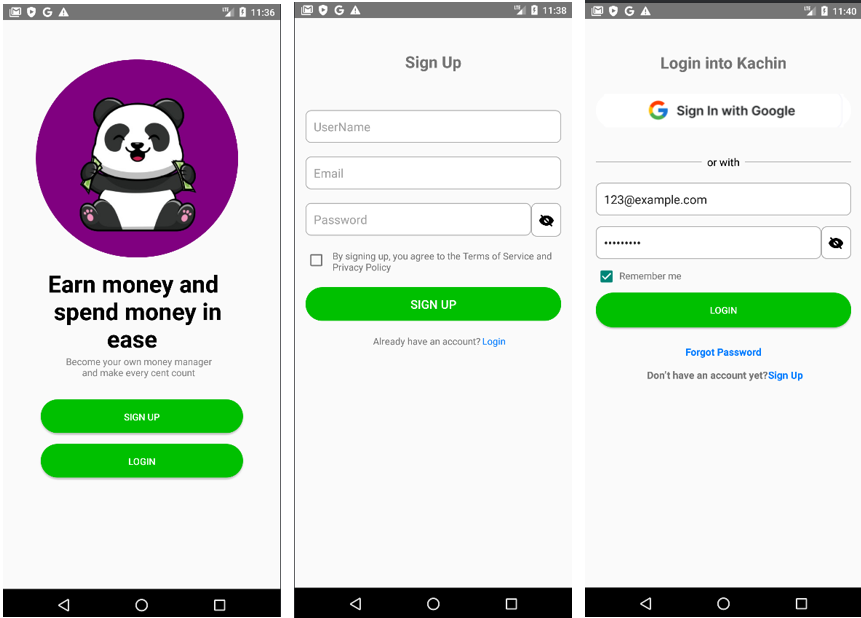 11:36
Earn money and
spend money in
ease
Become your own money manager
and make every cent count
SIGN UP
LOGIN
11:38
Sign Up
UserName
Email
Password
By signing up, you agree to the Terms of Service and
Privacy Policy
SIGN UP
Already have an account? Login
11:40
Login into Kachin
Sign In with Google
or with
123@example.com
Remember me
LOGIN
Forgot Password
Don't have an account yet?Sign Up